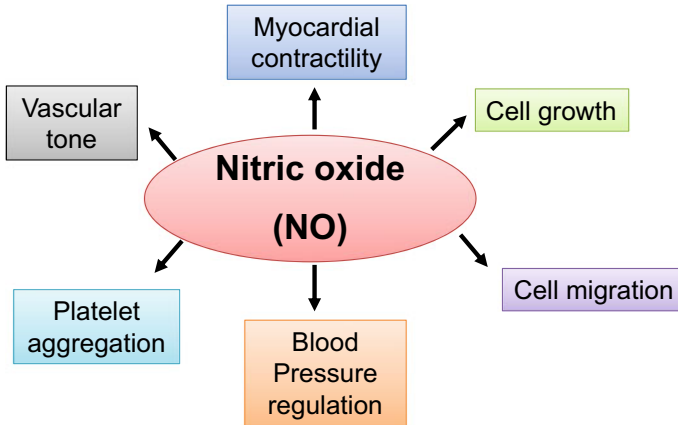 Myocardial
contractility
Vascular
tone
Cell growth
Nitric oxide
(NO)
Cell migration
Platelet
aggregation
Blood
Pressure
regulation